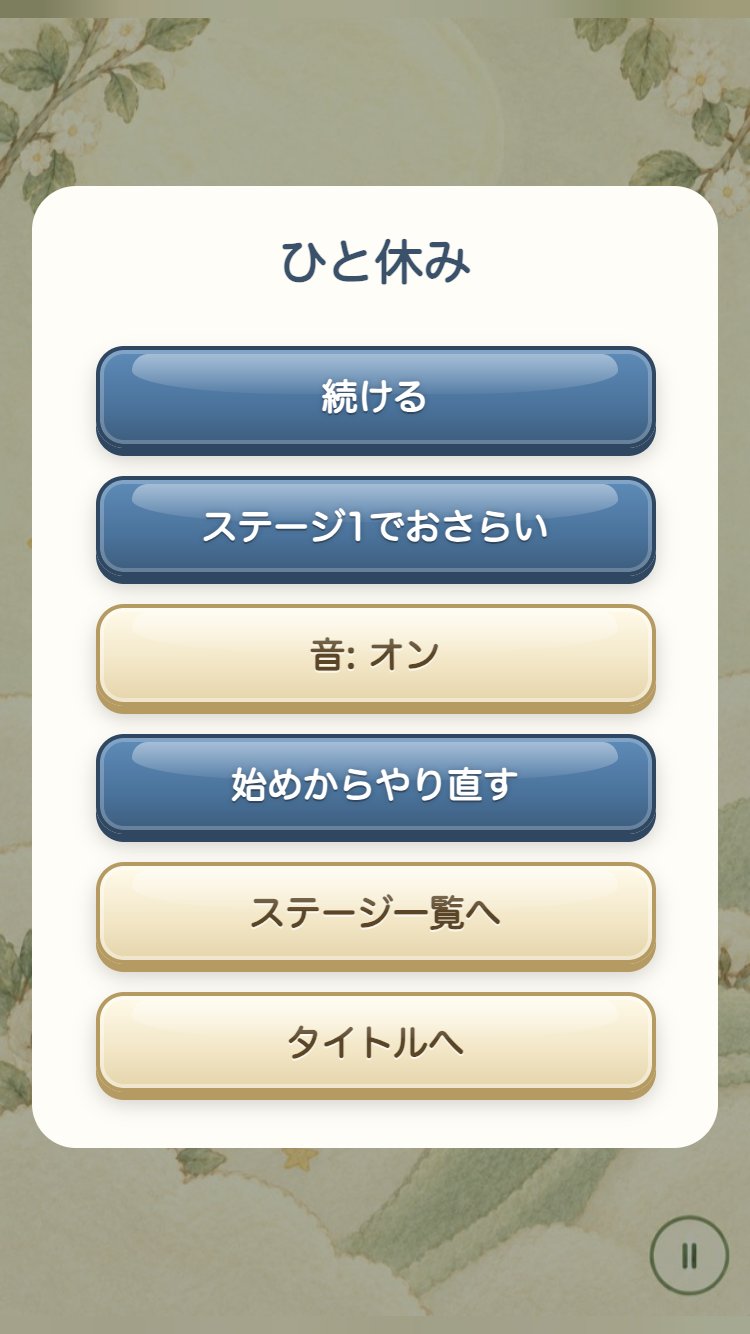 ひと休み
続ける
ステージ1でおさらい
音: オン
始めからやり直す
ステージ一覧へ
タイトルへ